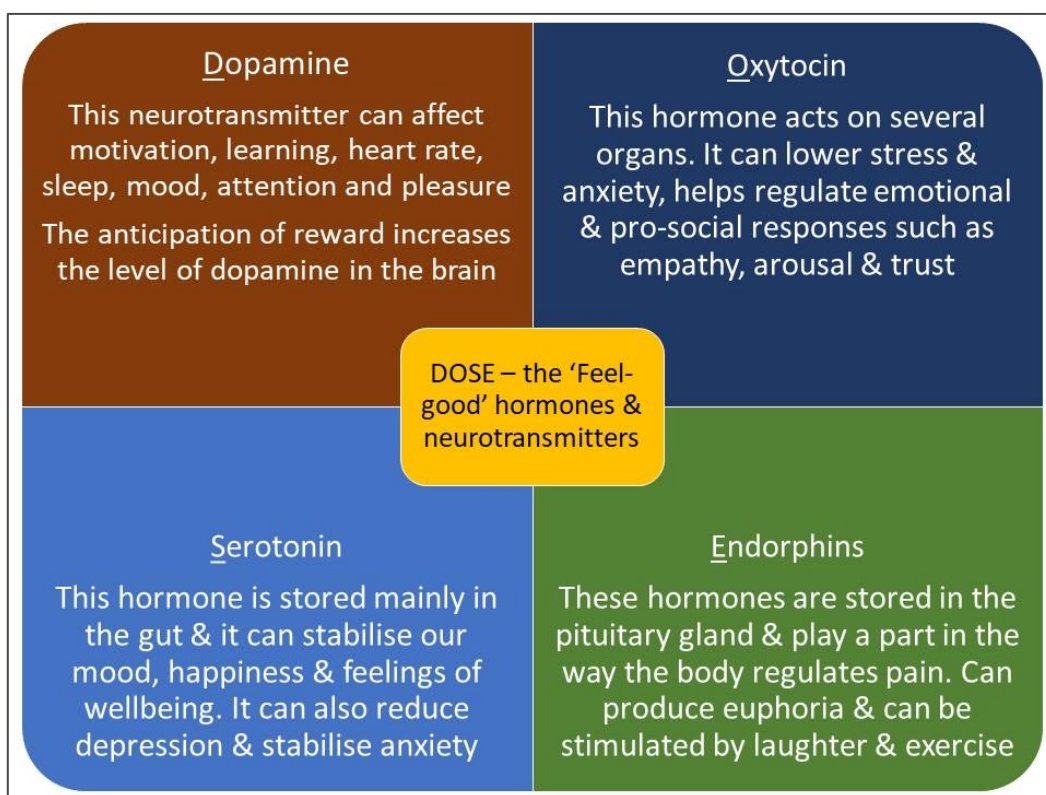 Dopamine
This neurotransmitter can affect
motivation, learning, heart rate,
sleep, mood, attention and pleasure
The anticipation of reward increases
the level of dopamine in the brain
Oxytocin
This hormone acts on several
organs. It can lower stress &
anxiety, helps regulate emotional
& pro-social responses such as
empathy, arousal & trust
DOSE – the ‘Feel-
good’ hormones &
neurotransmitters
Serotonin
This hormone is stored mainly in
the gut & it can stabilise our
mood, happiness & feelings of
wellbeing. It can also reduce
depression & stabilise anxiety
Endorphins
These hormones are stored in the
pituitary gland & play a part in the
way the body regulates pain. Can
produce euphoria & can be
stimulated by laughter & exercise